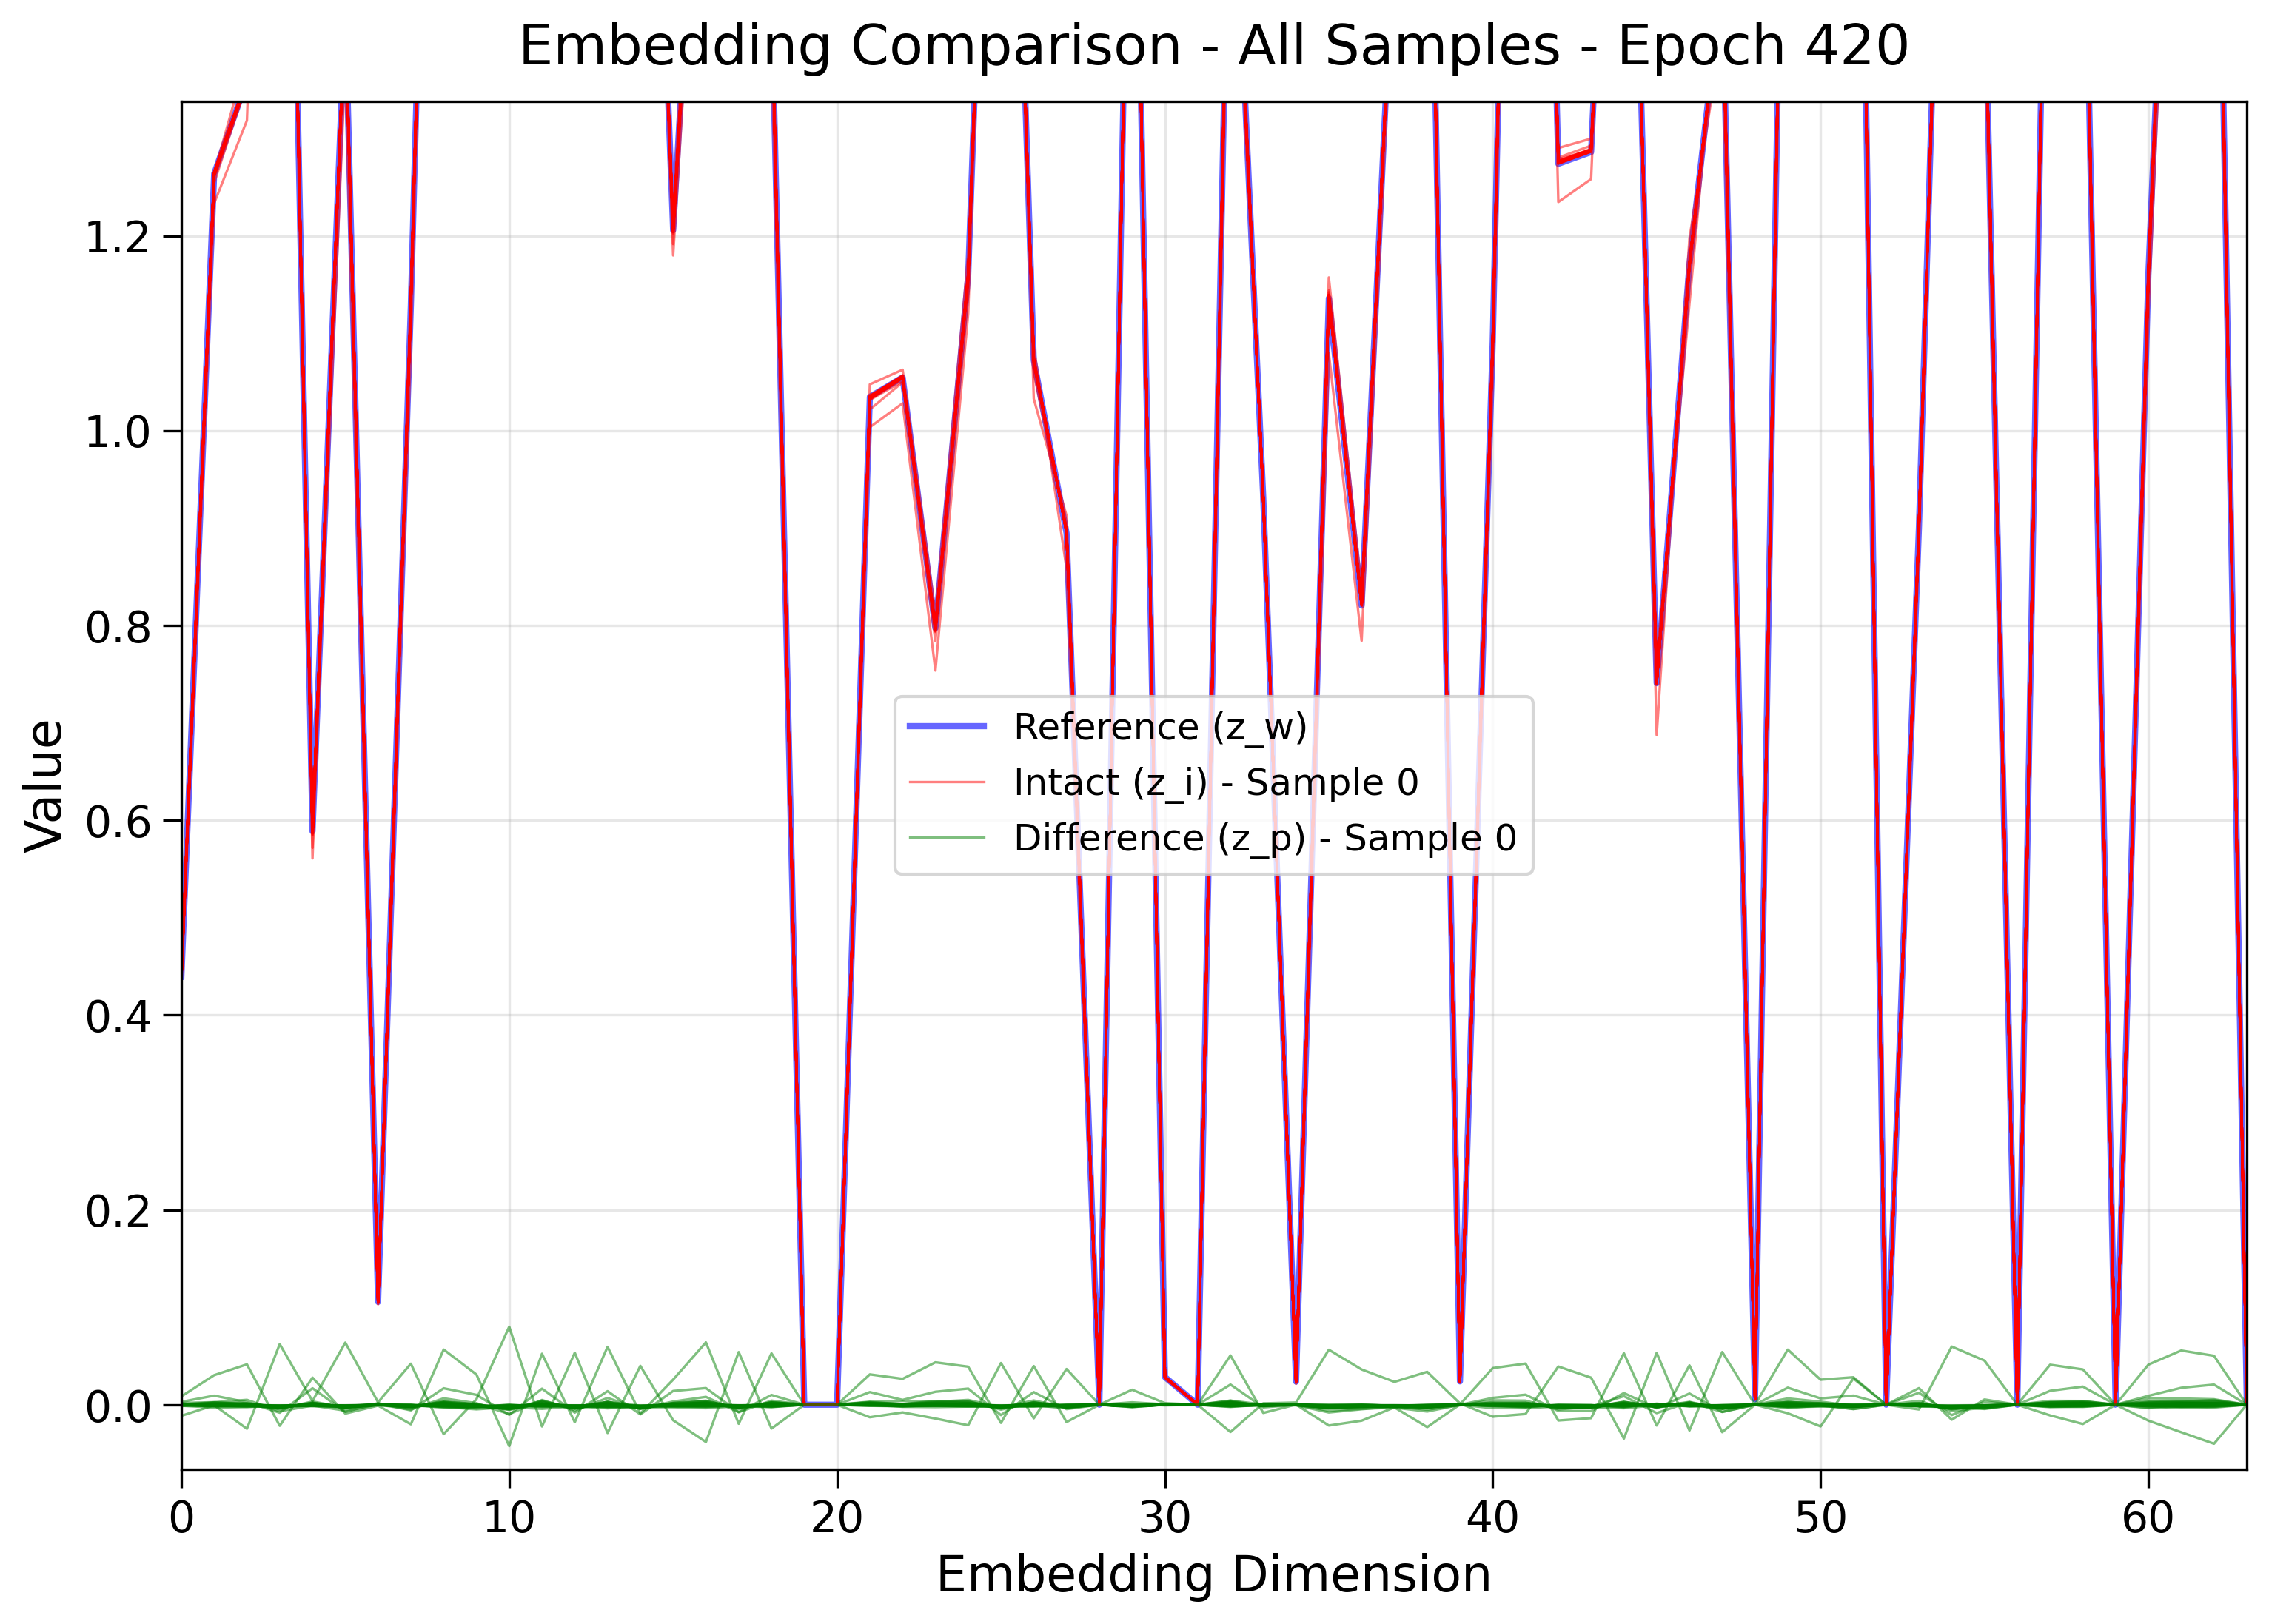 Embedding Comparison - All Samples - Epoch 420
Value
1.2
1.0
0.8
0.6
0.4
0.2
0.0
Reference (z_w)
Intact (z_i) - Sample 0
Difference (z_p) - Sample 0
0 10 20 30 40 50 60
Embedding Dimension